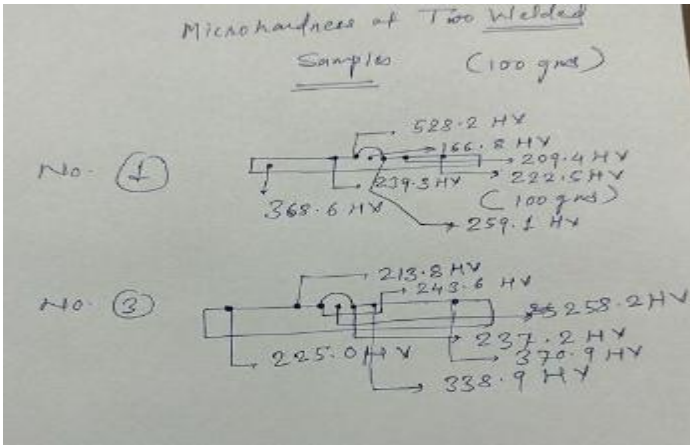 Microhardness of Two Welded
Samples (100 gms)
No. 1
528.2 HV
166.8 HV
209.4 HV
239.3 HV
222.5 HV
(100 gms)
368.6 HV
259.1 HV
No. 3
213.8 HV
243.6 HV
258.2 HV
237.2 HV
225.0 HV
370.9 HV
338.9 HV